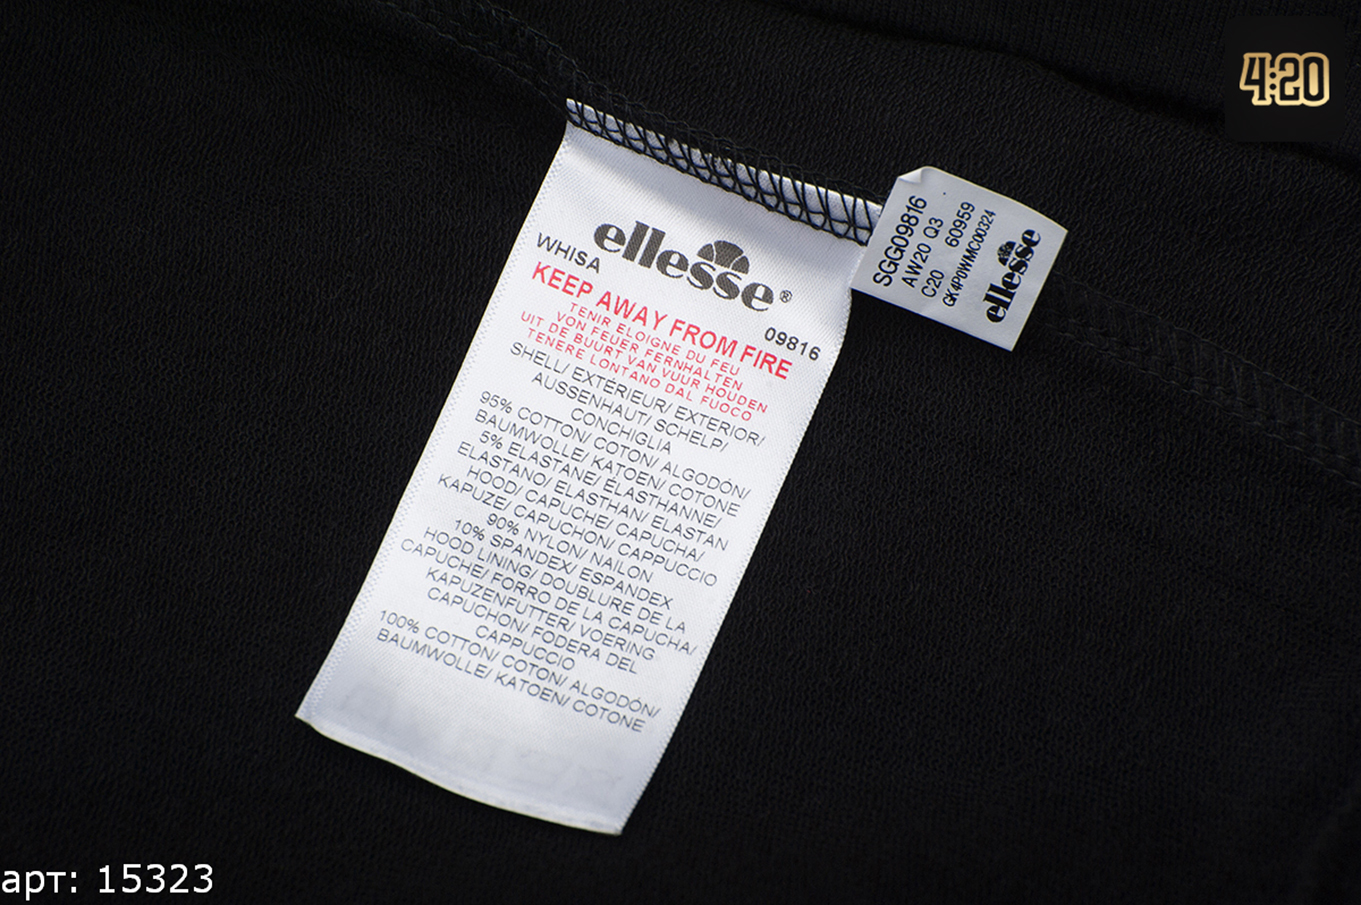 4:20
ellesse®
WHISA
09816
KEEP AWAY FROM FIRE
TENIR ELOIGNE DU FEU
VON FEUER FERNHALTEN
UIT DE BUURT VAN VUUR HOUDEN
TENERE LONTANO DAL FUOCO
SHELL/ EXTÉRIEUR/ EXTERIOR/
AUSSENHAUT/ SCHELP/
CONCHIGLIA
95% COTTON/ COTON/ ALGODÓN/
BAUMWOLLE/ KATOEN/ COTONE
5% ELASTANE/ ÉLASTHANNE/
ELASTANO/ ELASTHAN/ ELASTAN
HOOD/ CAPUCHE/ CAPUCHA/
KAPUZE/ CAPUCHON/ CAPPUCCIO
90% NYLON/ NAILON
10% SPANDEX/ ESPANDEX
HOOD LINING/ DOUBLURE DE LA
CAPUCHE/ FORRO DE LA CAPUCHA/
KAPUZENFUTTER/ VOERING
CAPUCHON/ FODERA DEL
CAPPUCCIO
100% COTTON/ COTON/ ALGODÓN/
BAUMWOLLE/ KATOEN/ COTONE
SGG09816
AW20 Q3
C20 60959
GK4P0WMC00324
ellesse
арт: 15323